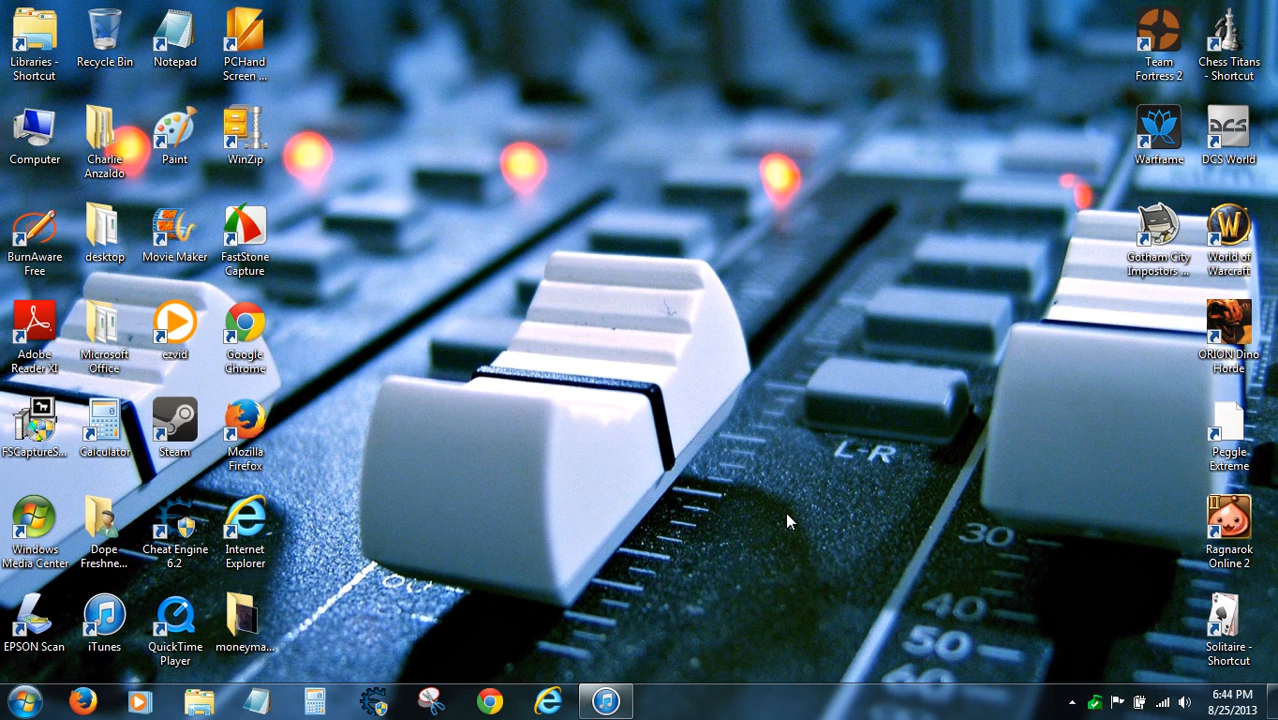 Libraries -
Shortcut
Recycle Bin
Notepad
PCHand
Screen ...
Team
Fortress 2
Chess Titans
- Shortcut
Computer
Charlie
Anzaldo
Paint
WinZip
Warframe
DCS
DCS World
BurnAware
Free
desktop
Movie Maker
FastStone
Capture
Gotham City
Impostors ...
World of
Warcraft
Adobe
Reader XI
Microsoft
Office
ezvid
Google
Chrome
ORION Dino
Horde
FSCaptureS...
Calculator
Steam
Mozilla
Firefox
Peggle
Extreme
L-R
Windows
Media Center
Dope
Freshne...
Cheat Engine
6.2
Internet
Explorer
Ragnarok
Online 2
30
40
50
60
EPSON Scan
iTunes
QuickTime
Player
moneyma...
Solitaire -
Shortcut
6:44 PM
8/25/2013